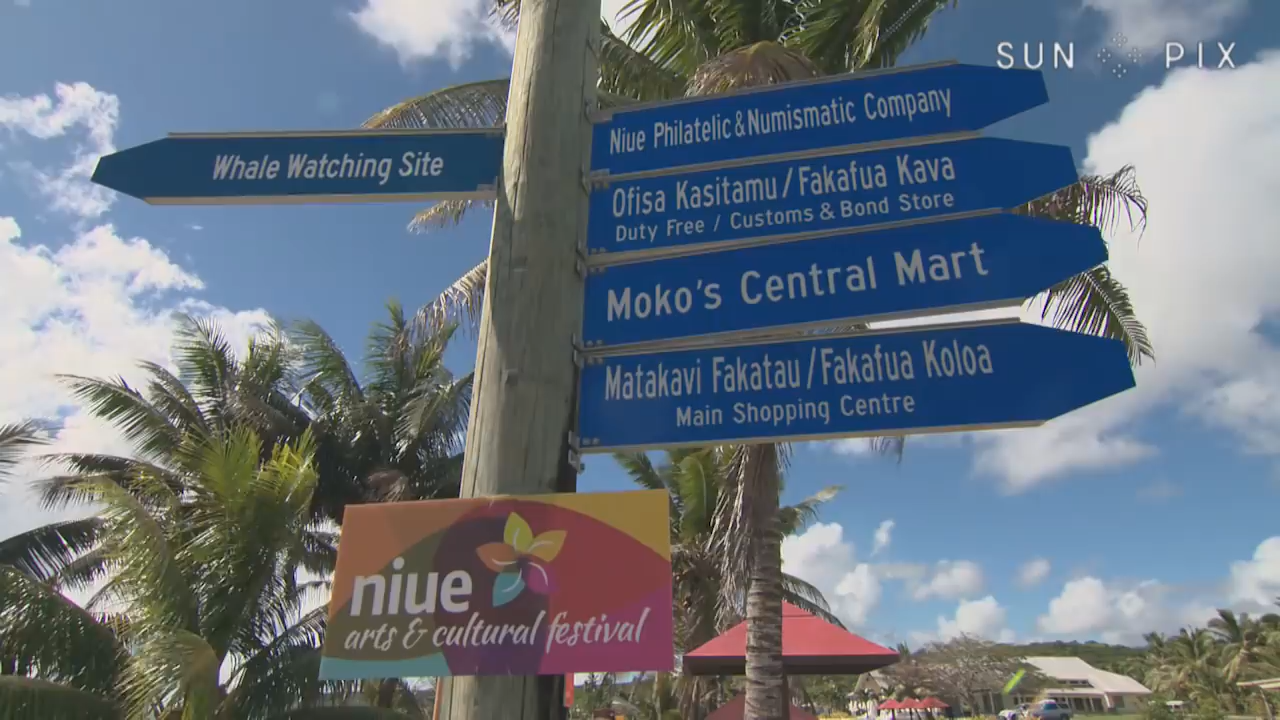 SUN PIX
Whale Watching Site
Niue Philatelic & Numismatic Company
Ofisa Kasitamu / Fakafua Kava
Duty Free / Customs & Bond Store
Moko's Central Mart
Matakavi Fakatau / Fakafua Koloa
Main Shopping Centre
niue
arts & cultural festival